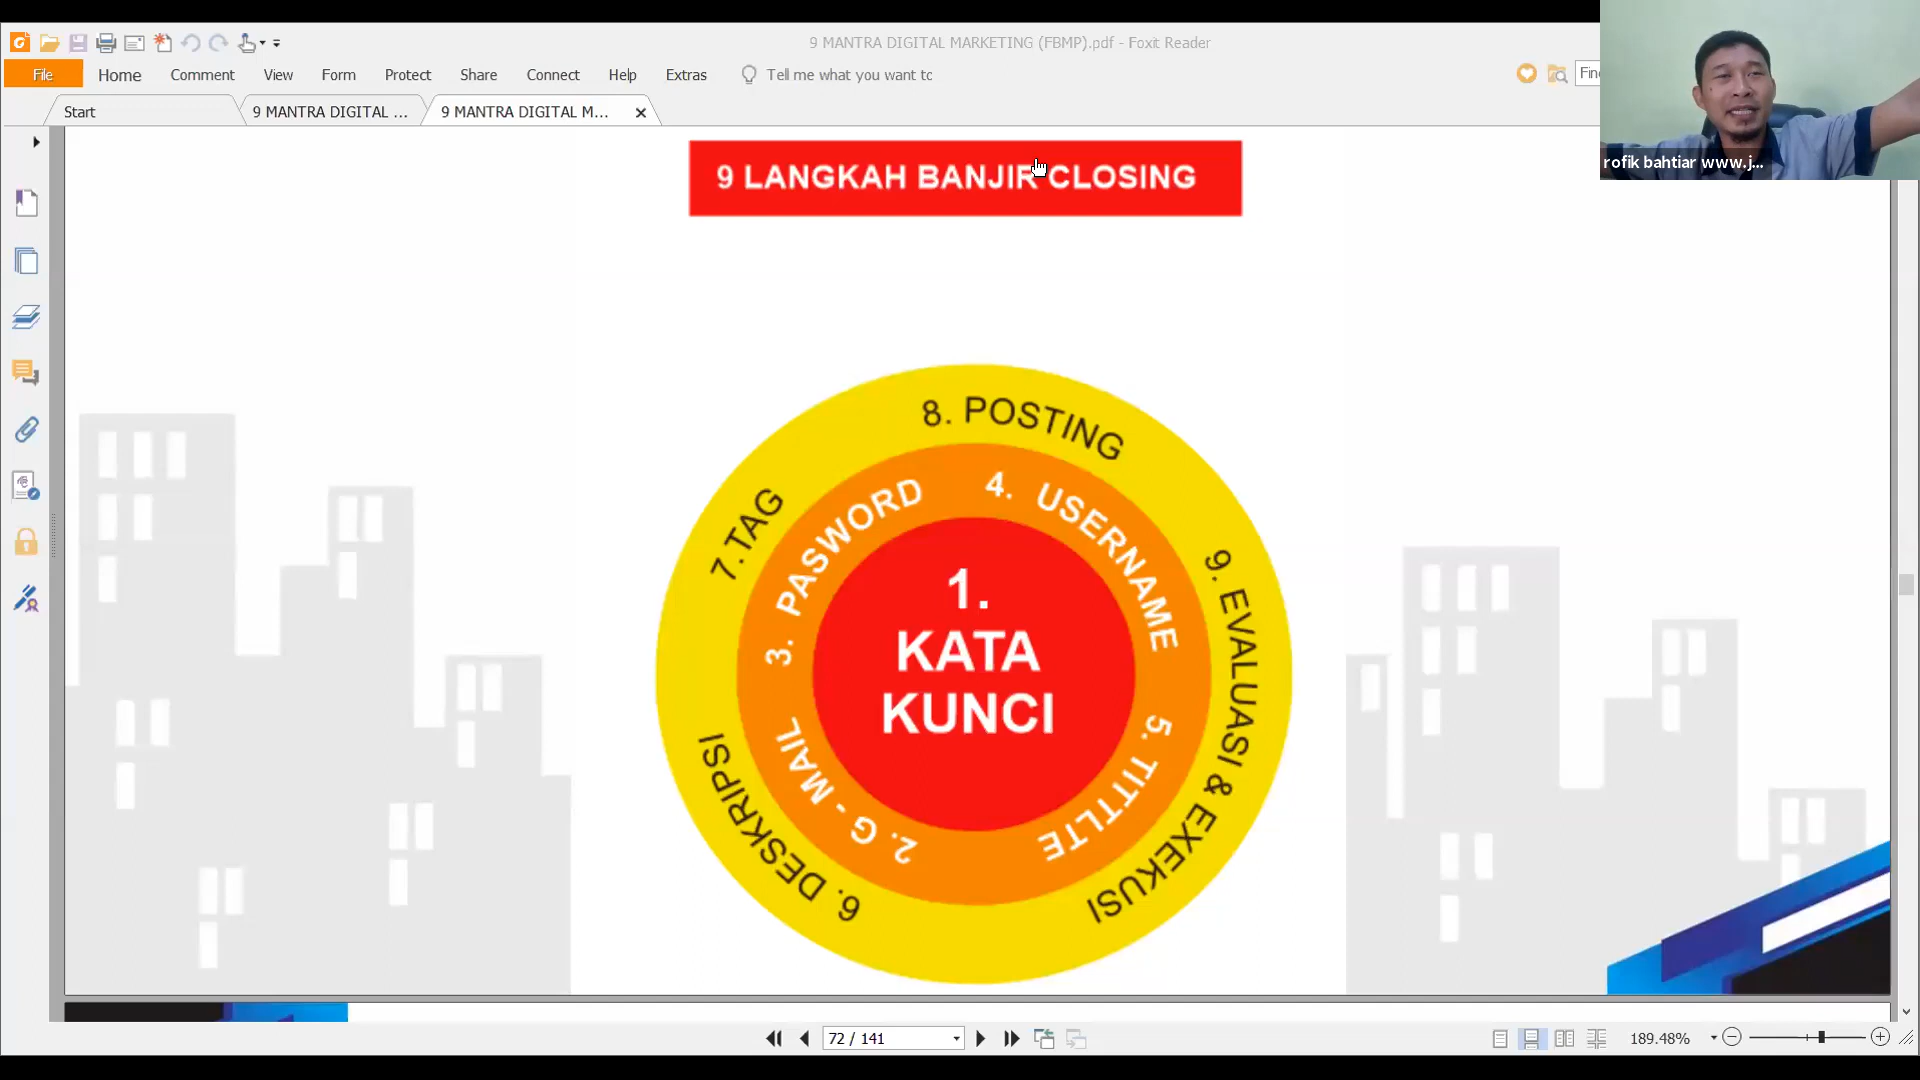 9 MANTRA DIGITAL MARKETING (FBMP).pdf - Foxit Reader
File Home Comment View Form Protect Share Connect Help Extras Tell me what you want to
Start 9 MANTRA DIGITAL ... 9 MANTRA DIGITAL M...
rofik bahtiar www.j...
9 LANGKAH BANJIR CLOSING
1.
KATA
KUNCI
2. G - MAIL
3. PASWORD
4. USERNAME
5. TITTLTE
6. DESKRIPSI
7.TAG
8. POSTING
9. EVALUASI & EXEKUSI
72 / 141
189.48%